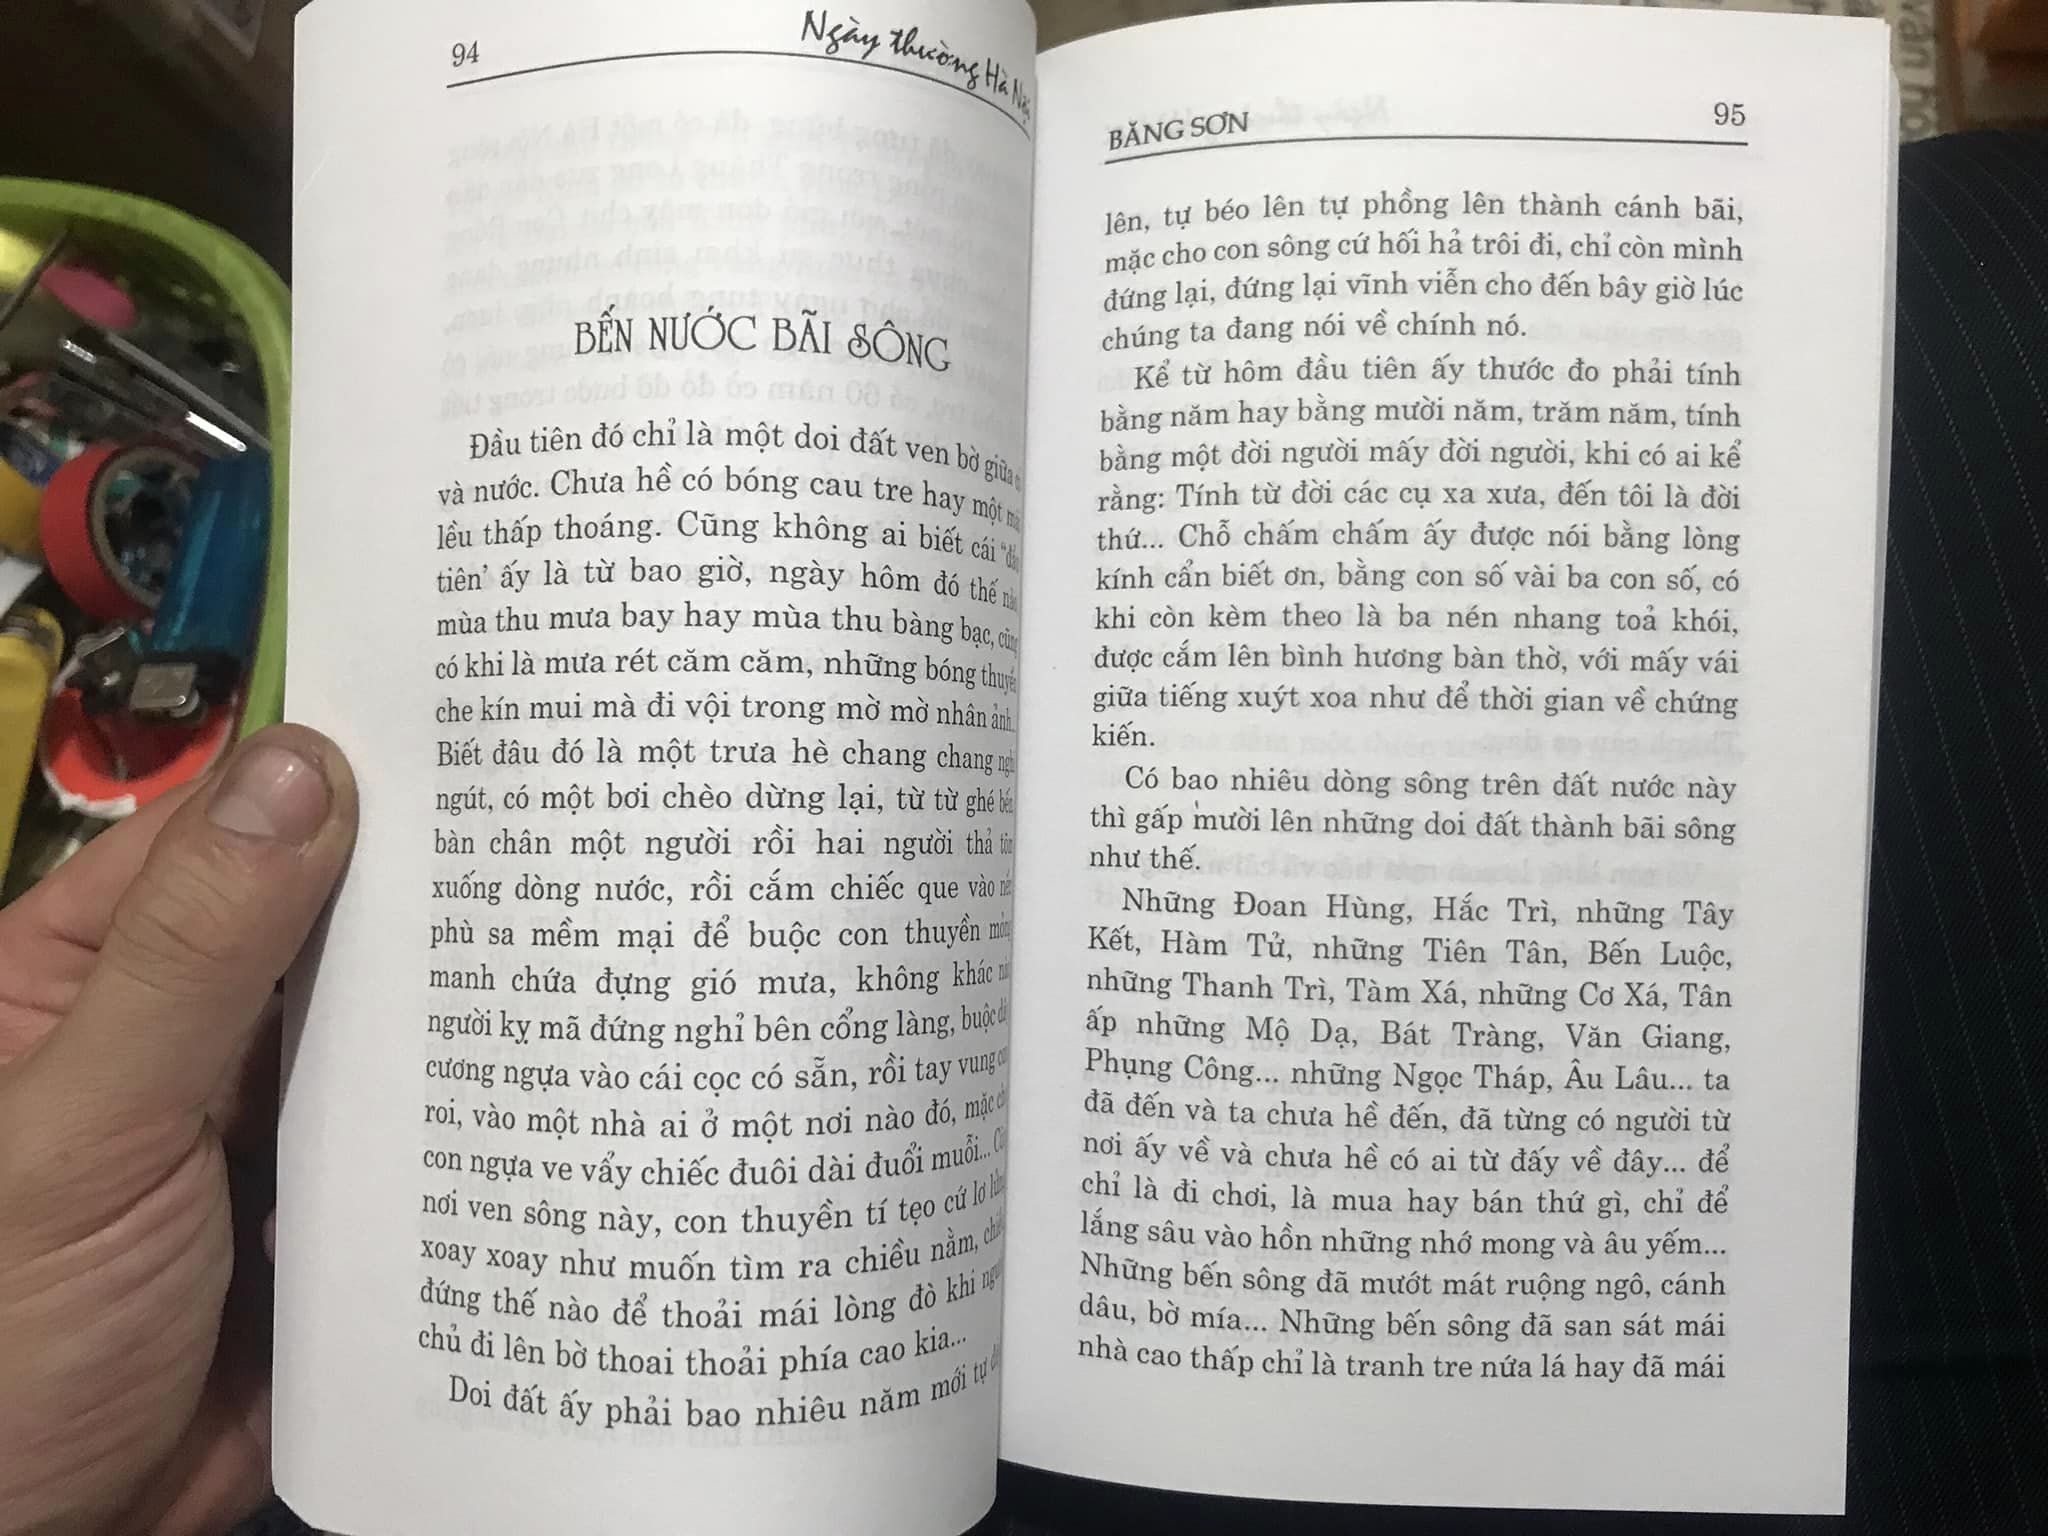 94
Ngày thường Hà Nội
BẾN NƯỚC BÃI SÔNG
Đầu tiên đó chỉ là một doi đất ven bờ giữa
và nước. Chưa hề có bóng cau tre hay một
lều thấp thoáng. Cũng không ai biết cái “đầu
tiên’ ấy là từ bao giờ, ngày hôm đó thế nào
mùa thu mưa bay hay mùa thu bàng bạc, cũng
có khi là mưa rét căm căm, những bóng thuyền
che kín mui mà đi vội trong mờ mờ nhân ảnh...
Biết đâu đó là một trưa hè chang chang
ngút, có một bơi chèo dừng lại, từ từ ghé bến
bàn chân một người rồi hai người thả
xuống dòng nước, rồi cắm chiếc que vào
phù sa mềm mại để buộc con thuyền mỏng
manh chứa đựng gió mưa, không khác
người kỵ mã đứng nghỉ bên cổng làng, buộc
cương ngựa vào cái cọc có sẵn, rồi tay vung
roi, vào một nhà ai ở một nơi nào đó, mặc
con ngựa ve vẩy chiếc đuôi dài đuổi muỗi...
nơi ven sông này, con thuyền tí tẹo cứ lơ lửng
xoay xoay như muốn tìm ra chiều nằm,
đứng thế nào để thoải mái lòng đò khi
chủ đi lên bờ thoai thoải phía cao kia...
Doi đất ấy phải bao nhiêu năm mới tự
BĂNG SƠN
95
lên, tự béo lên tự phồng lên thành cánh bãi,
mặc cho con sông cứ hối hả trôi đi, chỉ còn mình
đứng lại, đứng lại vĩnh viễn cho đến bây giờ lúc
chúng ta đang nói về chính nó.
Kể từ hôm đầu tiên ấy thước đo phải tính
bằng năm hay bằng mười năm, trăm năm, tính
bằng một đời người mấy đời người, khi có ai kể
rằng: Tính từ đời các cụ xa xưa, đến tôi là đời
thứ... Chỗ chấm chấm ấy được nói bằng lòng
kính cẩn biết ơn, bằng con số vài ba con số, có
khi còn kèm theo là ba nén nhang toả khói,
được cắm lên bình hương bàn thờ, với mấy vái
giữa tiếng xuýt xoa như để thời gian về chứng
kiến.
Có bao nhiêu dòng sông trên đất nước này
thì gấp mười lên những doi đất thành bãi sông
như thế.
Những Đoan Hùng, Hắc Trì, những Tây
Kết, Hàm Tử, những Tiên Tân, Bến Luộc,
những Thanh Trì, Tàm Xá, những Cơ Xá, Tân
ấp những Mộ Dạ, Bát Tràng, Văn Giang,
Phụng Công... những Ngọc Tháp, Âu Lâu... ta
đã đến và ta chưa hề đến, đã từng có người từ
nơi ấy về và chưa hề có ai từ đấy về đây... để
chỉ là đi chơi, là mua hay bán thứ gì, chỉ để
lắng sâu vào hồn những nhớ mong và âu yếm...
Những bến sông đã mướt mát ruộng ngô, cánh
dâu, bờ mía... Những bến sông đã san sát mái
nhà cao thấp chỉ là tranh tre nứa lá hay đã mái